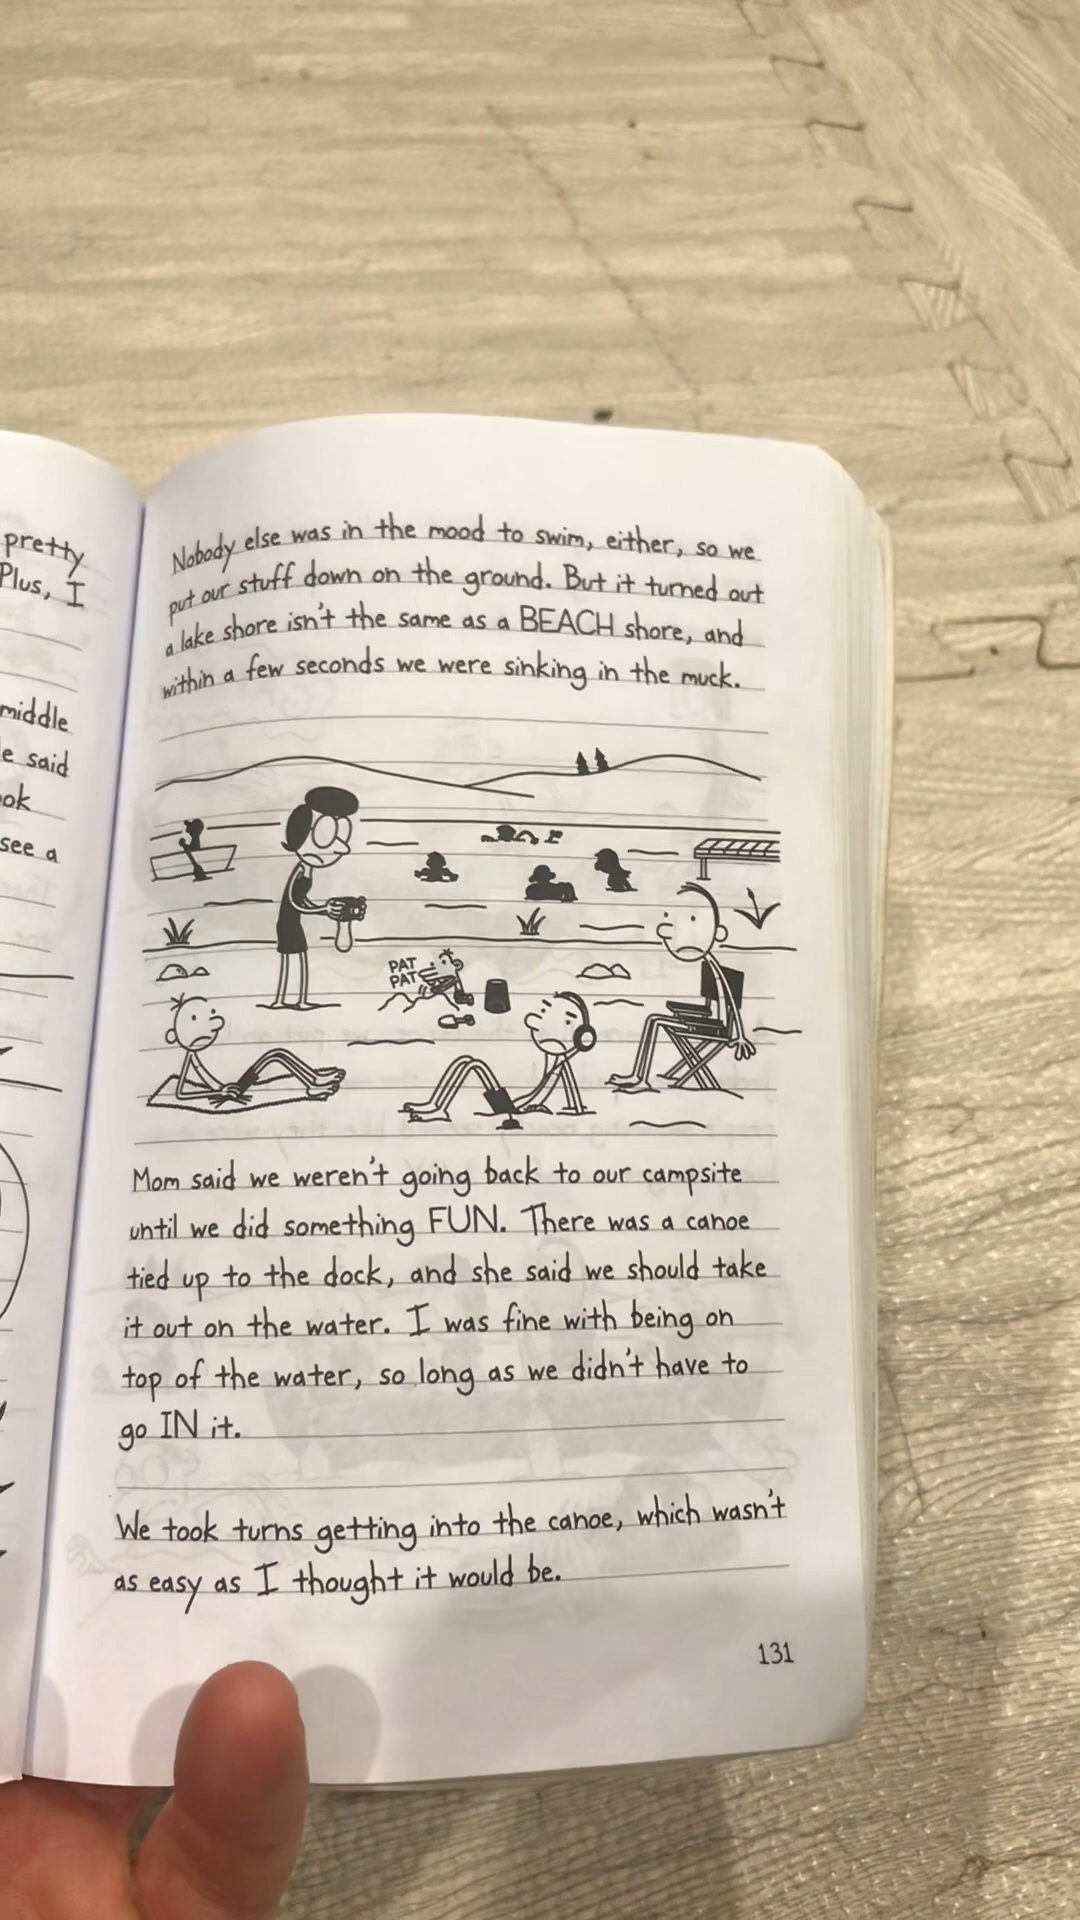 pretty
Plus, I
middle
e said
ok
see a
Nobody else was in the mood to swim, either, so we
put our stuff down on the ground. But it turned out
a lake shore isn't the same as a BEACH shore, and
within a few seconds we were sinking in the muck.
PAT
PAT
Mom said we weren't going back to our campsite
until we did something FUN. There was a canoe
tied up to the dock, and she said we should take
it out on the water. I was fine with being on
top of the water, so long as we didn't have to
go IN it.
We took turns getting into the canoe, which wasn't
as easy as I thought it would be.
131